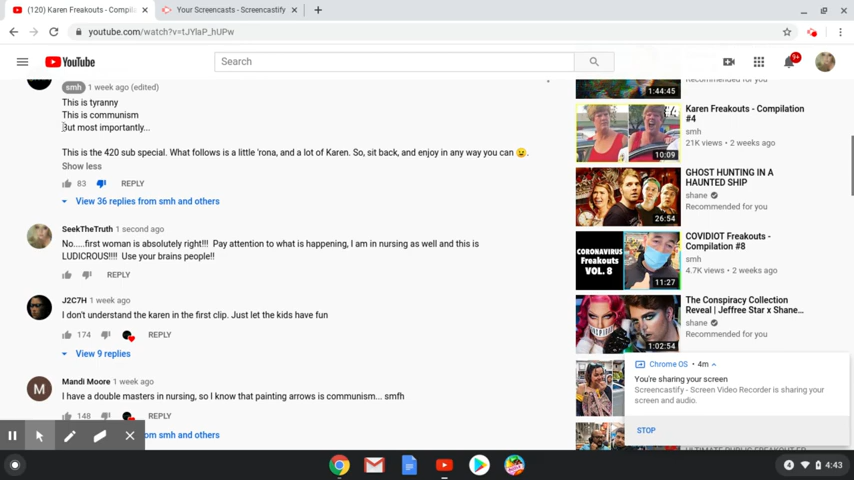 (120) Karen Freakouts - Compila
Your Screencasts - Screencastify
youtube.com/watch?v=tJYlaP_hUPw
YouTube
Search
9+
smh 1 week ago (edited)
This is tyranny
This is communism
But most importantly...
This is the 420 sub special. What follows is a little 'rona, and a lot of Karen. So, sit back, and enjoy in any way you can 😉.
Show less
83 REPLY
View 36 replies from smh and others
SeekTheTruth 1 second ago
No.....first woman is absolutely right!!! Pay attention to what is happening, I am in nursing as well and this is
LUDICROUS!!!! Use your brains people!!
REPLY
J2C7H 1 week ago
I don't understand the karen in the first clip. Just let the kids have fun
174 REPLY
View 9 replies
M
Mandi Moore 1 week ago
I have a double masters in nursing, so I know that painting arrows is communism... smfh
148 REPLY
om smh and others
Recommended for you
1:44:45
#4
10:09
Karen Freakouts - Compilation
#4
smh
21K views • 2 weeks ago
26:54
GHOST HUNTING IN A
HAUNTED SHIP
shane
Recommended for you
CORONAVIRUS
Freakouts
VOL. 8
11:27
COVIDIOT Freakouts -
Compilation #8
smh
4.7K views • 2 weeks ago
1:02:54
The Conspiracy Collection
Reveal | Jeffree Star x Shane...
shane
Recommended for you
Chrome OS • 4m
You're sharing your screen
Screencastify - Screen Video Recorder is sharing your
screen and audio.
STOP
4
4:43